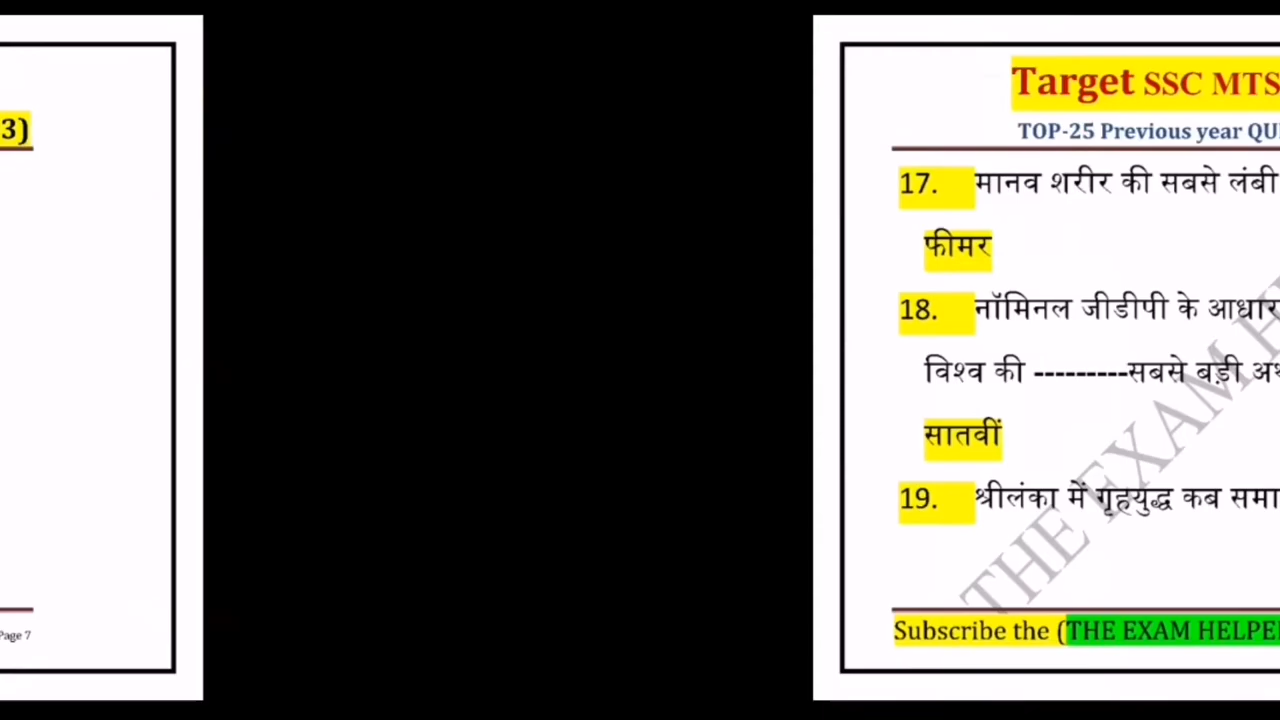 3)
Page 7
Target SSC MTS
TOP-25 Previous year QU
17. मानव शरीर की सबसे लंबी
फीमर
18. नॉमिनल जीडीपी के आधार
विश्व की ---------सबसे बड़ी
सातवीं
19. श्रीलंका में गृहयुद्ध कब समा
THE EXAM H
Subscribe the (THE EXAM HELPE